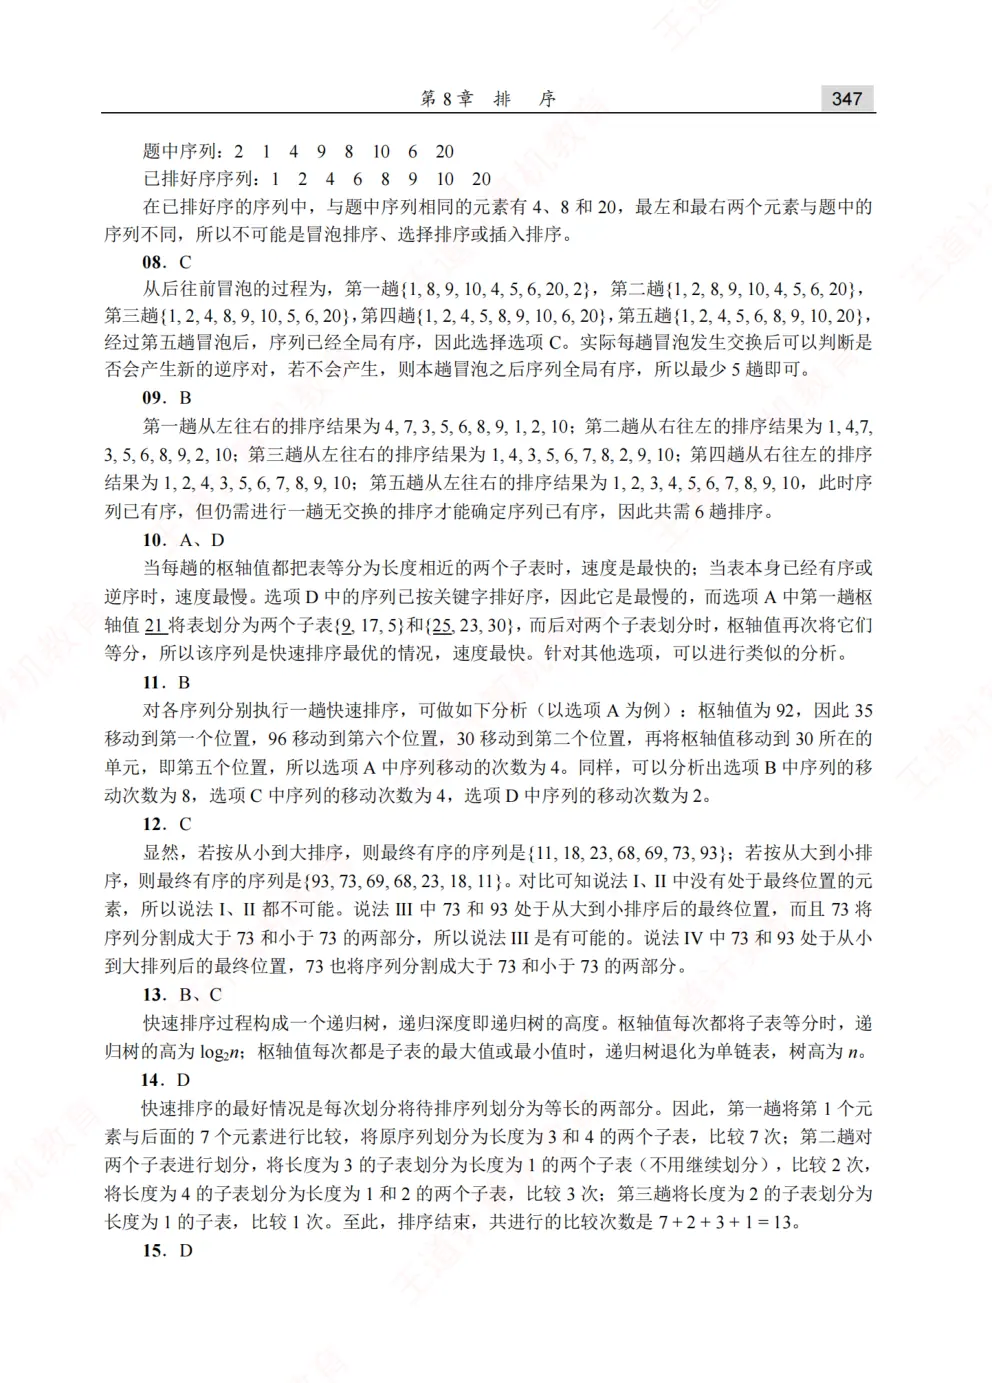 第 8 章 排 序 347
题中序列：2 1 4 9 8 10 6 20
已排好序序列：1 2 4 6 8 9 10 20
在已排好序的序列中，与题中序列相同的元素有 4、8 和 20，最左和最右两个元素与题中的
序列不同，所以不可能是冒泡排序、选择排序或插入排序。
08．C
从后往前冒泡的过程为，第一趟{1, 8, 9, 10, 4, 5, 6, 20, 2}，第二趟{1, 2, 8, 9, 10, 4, 5, 6, 20}，
第三趟{1, 2, 4, 8, 9, 10, 5, 6, 20}，第四趟{1, 2, 4, 5, 8, 9, 10, 6, 20}，第五趟{1, 2, 4, 5, 6, 8, 9, 10, 20}，
经过第五趟冒泡后，序列已经全局有序，因此选择选项 C。实际每趟冒泡发生交换后可以判断是
否会产生新的逆序对，若不会产生，则本趟冒泡之后序列全局有序，所以最少 5 趟即可。
09．B
第一趟从左往右的排序结果为 4, 7, 3, 5, 6, 8, 9, 1, 2, 10；第二趟从右往左的排序结果为 1, 4,7,
3, 5, 6, 8, 9, 2, 10；第三趟从左往右的排序结果为 1, 4, 3, 5, 6, 7, 8, 2, 9, 10；第四趟从右往左的排序
结果为 1, 2, 4, 3, 5, 6, 7, 8, 9, 10；第五趟从左往右的排序结果为 1, 2, 3, 4, 5, 6, 7, 8, 9, 10，此时序
列已有序，但仍需进行一趟无交换的排序才能确定序列已有序，因此共需 6 趟排序。
10．A、D
当每趟的枢轴值都把表等分为长度相近的两个子表时，速度是最快的；当表本身已经有序或
逆序时，速度最慢。选项 D 中的序列已按关键字排好序，因此它是最慢的，而选项 A 中第一趟枢
轴值 21 将表划分为两个子表{9, 17, 5}和{25, 23, 30}，而后对两个子表划分时，枢轴值再次将它们
等分，所以该序列是快速排序最优的情况，速度最快。针对其他选项，可以进行类似的分析。
11．B
对各序列分别执行一趟快速排序，可做如下分析（以选项 A 为例）：枢轴值为 92，因此 35
移动到第一个位置，96 移动到第六个位置，30 移动到第二个位置，再将枢轴值移动到 30 所在的
单元，即第五个位置，所以选项 A 中序列移动的次数为 4。同样，可以分析出选项 B 中序列的移
动次数为 8，选项 C 中序列的移动次数为 4，选项 D 中序列的移动次数为 2。
12．C
显然，若按从小到大排序，则最终有序的序列是{11, 18, 23, 68, 69, 73, 93}；若按从大到小排
序，则最终有序的序列是{93, 73, 69, 68, 23, 18, 11}。对比可知说法 I、II 中没有处于最终位置的元
素，所以说法 I、II 都不可能。说法 III 中 73 和 93 处于从大到小排序后的最终位置，而且 73 将
序列分割成大于 73 和小于 73 的两部分，所以说法 III 是有可能的。说法 IV 中 73 和 93 处于从小
到大排列后的最终位置，73 也将序列分割成大于 73 和小于 73 的两部分。
13．B、C
快速排序过程构成一个递归树，递归深度即递归树的高度。枢轴值每次都将子表等分时，递
归树的高为 log₂n；枢轴值每次都是子表的最大值或最小值时，递归树退化为单链表，树高为 n。
14．D
快速排序的最好情况是每次划分将待排序列划分为等长的两部分。因此，第一趟将第 1 个元
素与后面的 7 个元素进行比较，将原序列划分为长度为 3 和 4 的两个子表，比较 7 次；第二趟对
两个子表进行划分，将长度为 3 的子表划分为长度为 1 的两个子表（不用继续划分），比较 2 次，
将长度为 4 的子表划分为长度为 1 和 2 的两个子表，比较 3 次；第三趟将长度为 2 的子表划分为
长度为 1 的子表，比较 1 次。至此，排序结束，共进行的比较次数是 7 + 2 + 3 + 1 = 13。
15．D